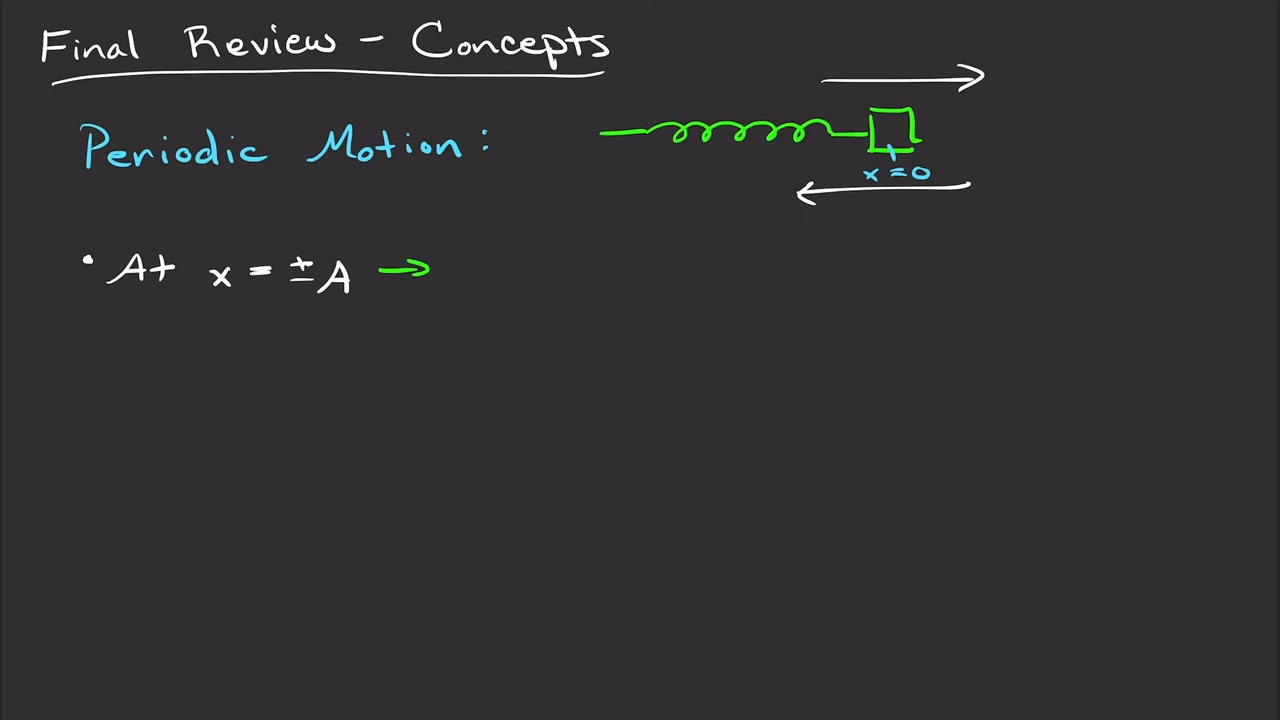 Final Review - Concepts
Periodic Motion:
x = 0
• At x = ± A →